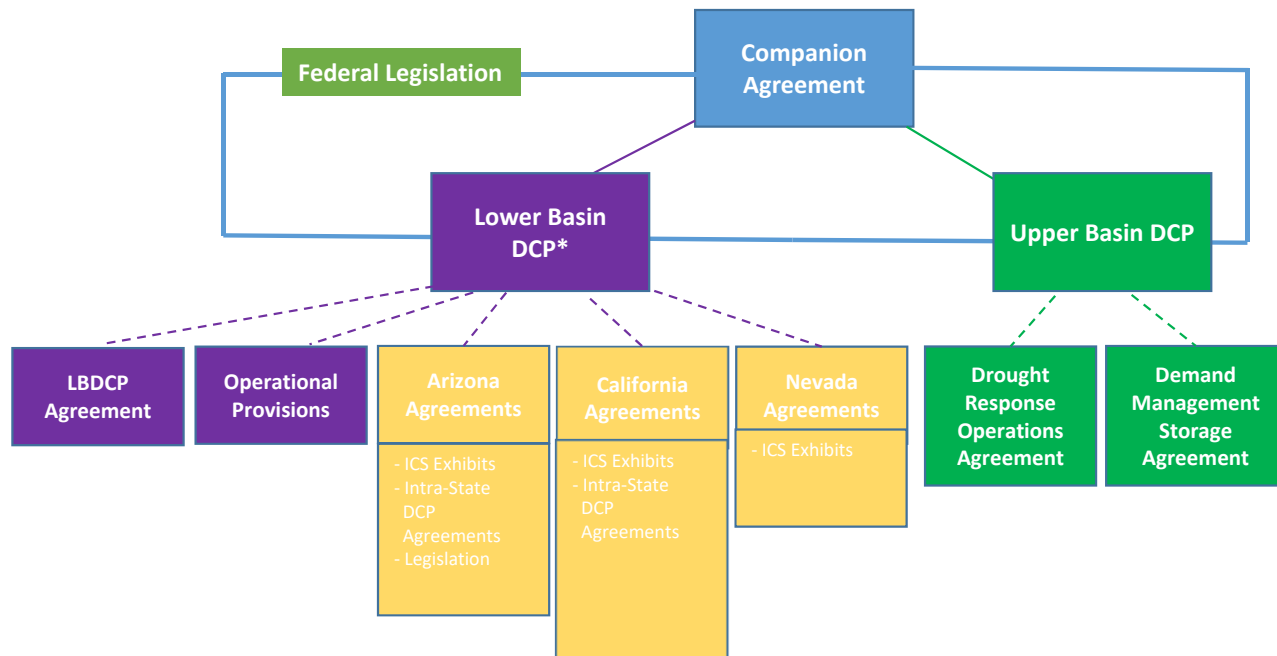 Companion
Agreement
Federal Legislation
Lower Basin
DCP*
Upper Basin DCP
LBDCP
Agreement
Operational
Provisions
Arizona
Agreements
- ICS Exhibits
- Intra-State
DCP
Agreements
- Legislation
California
Agreements
- ICS Exhibits
- Intra-State
DCP
Agreements
Nevada
Agreements
- ICS Exhibits
Drought
Response
Operations
Agreement
Demand
Management
Storage
Agreement